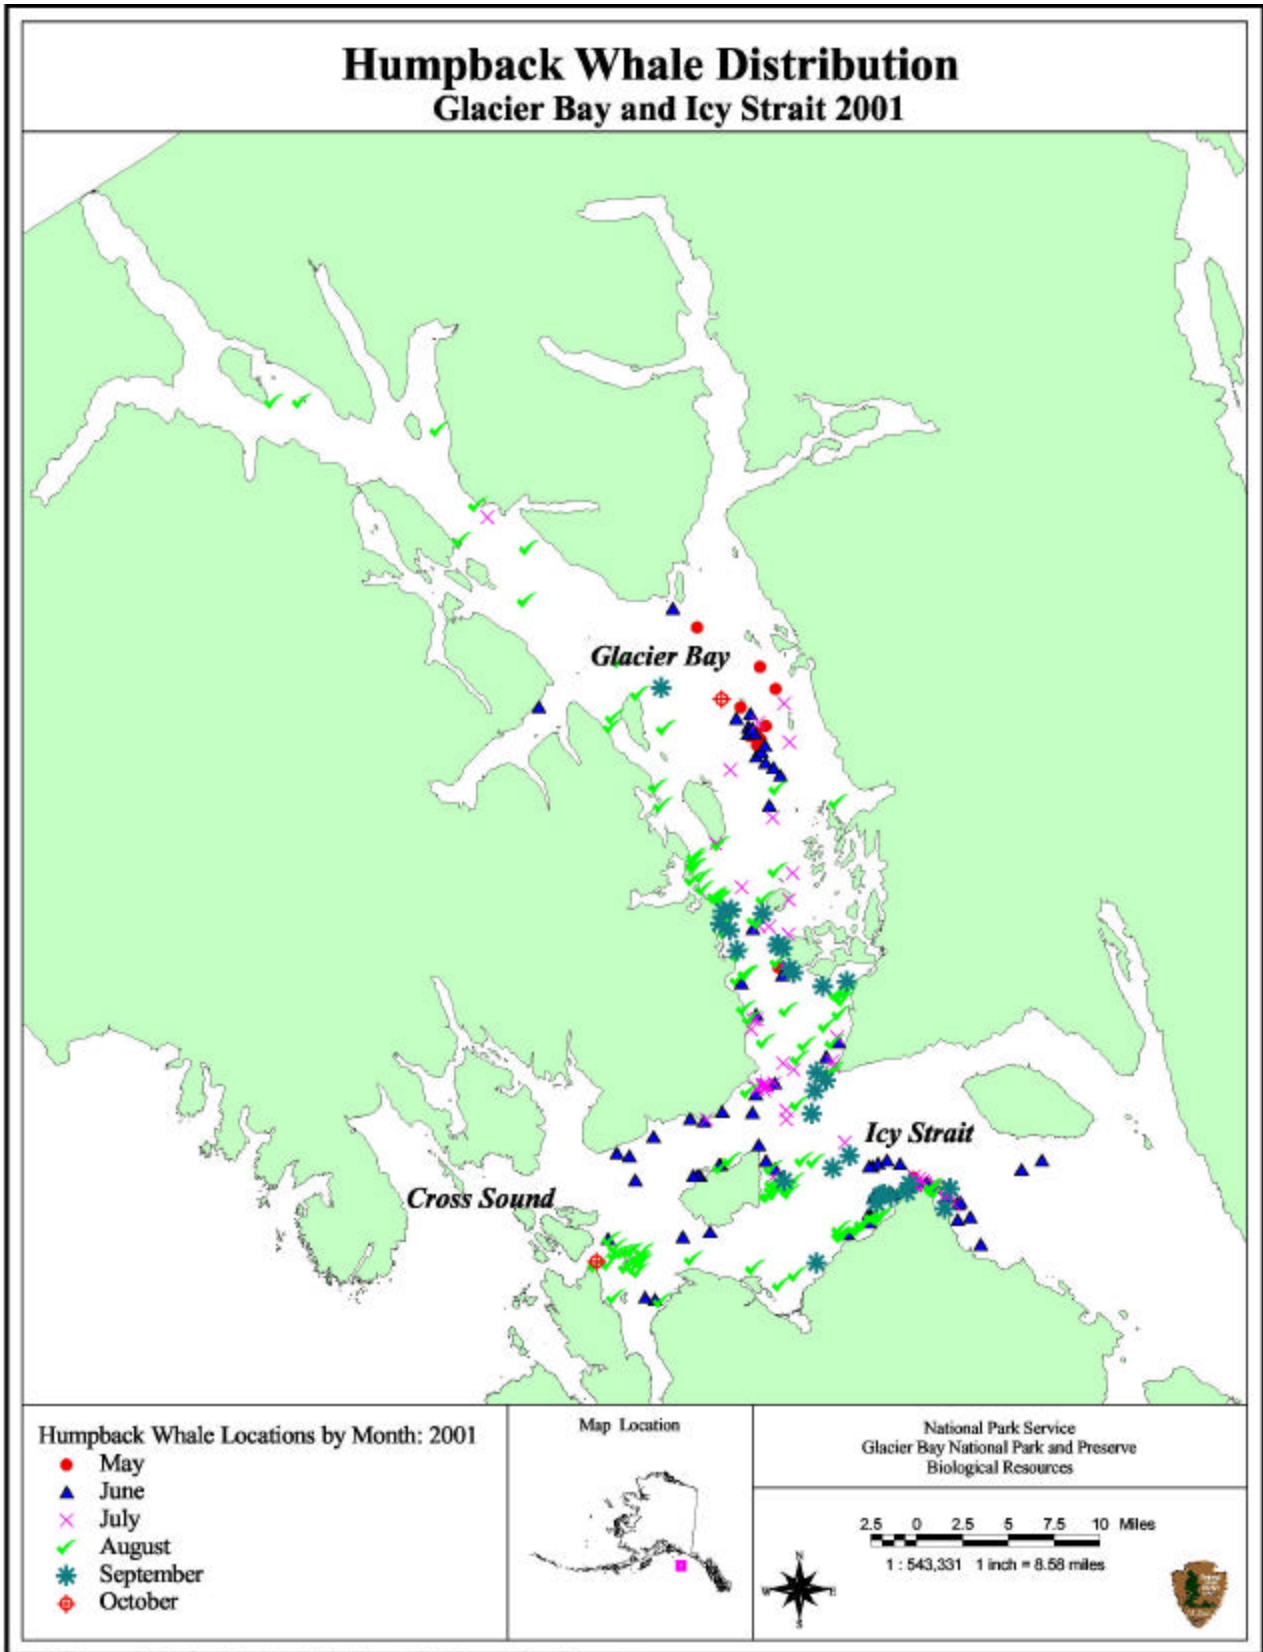 Humpback Whale Distribution
Glacier Bay and Icy Strait 2001
Glacier Bay
Icy Strait
Cross Sound
Humpback Whale Locations by Month: 2001
May
June
July
August
September
October
Map Location
National Park Service
Glacier Bay National Park and Preserve
Biological Resources
2.5 0 2.5 5 7.5 10 Miles
1 : 543,331 1 inch = 8.58 miles
N
W E
S